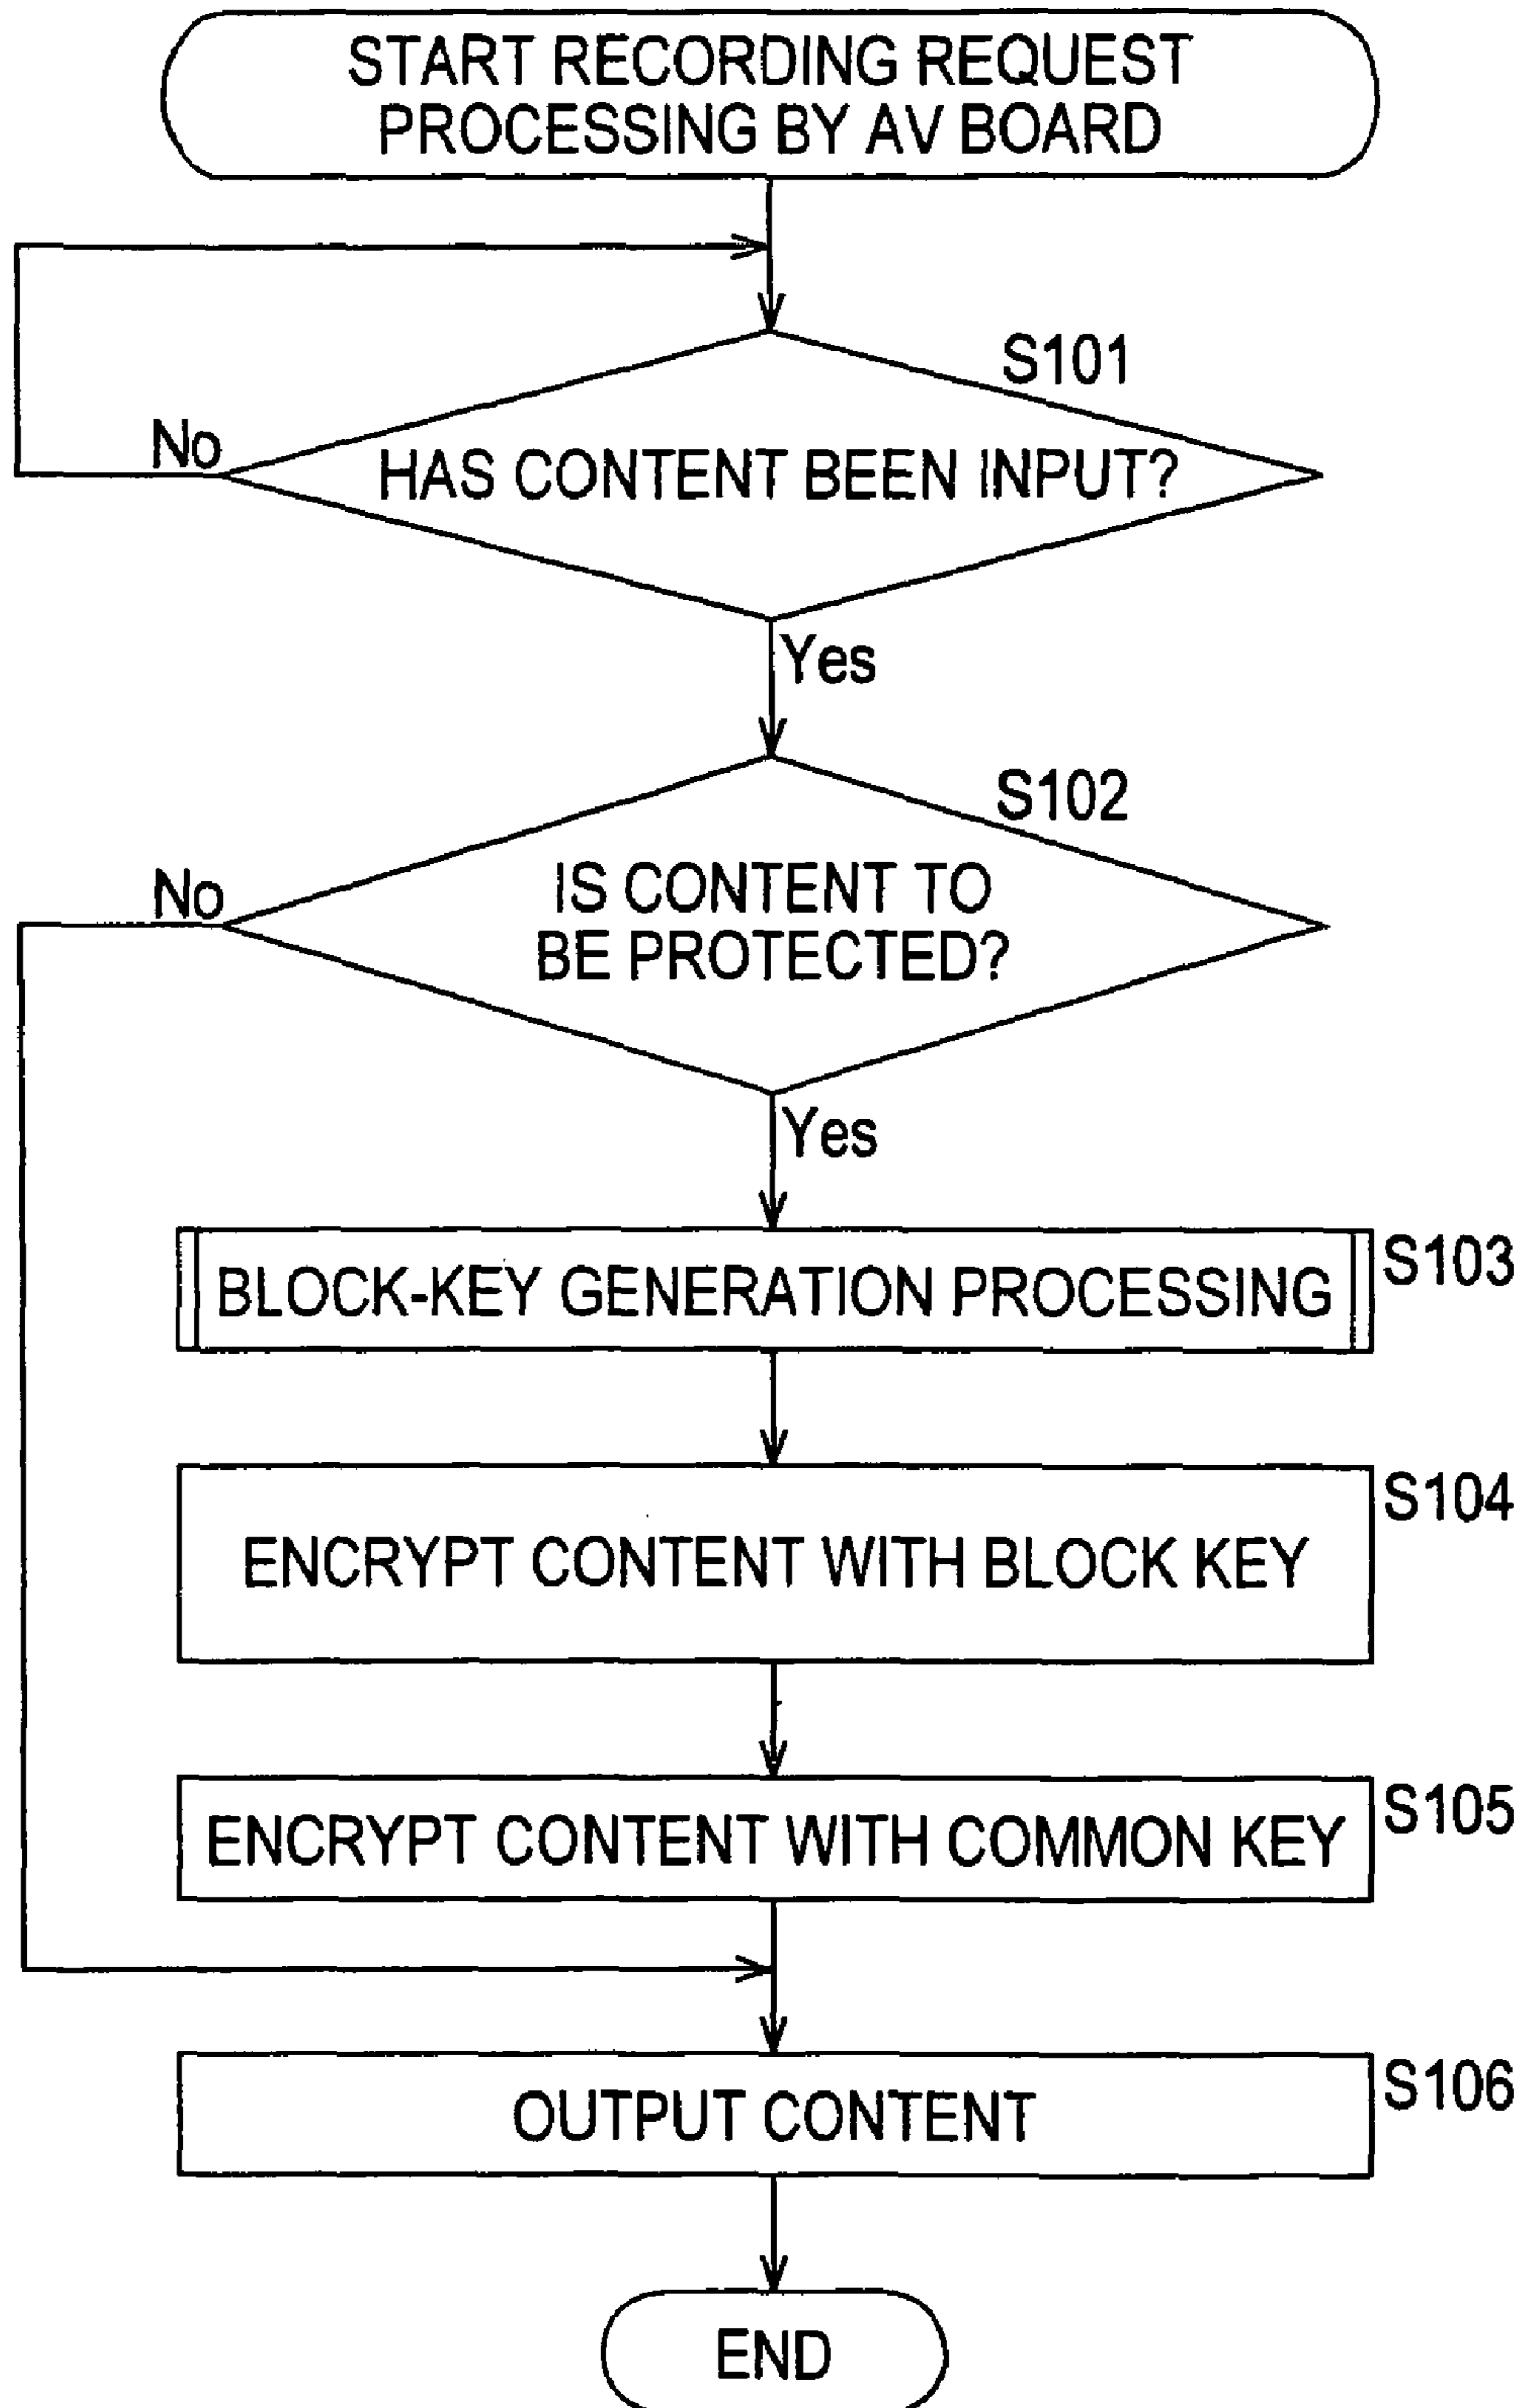 START RECORDING REQUEST
PROCESSING BY AV BOARD
S101
No
HAS CONTENT BEEN INPUT?
Yes
S102
No
IS CONTENT TO
BE PROTECTED?
Yes
BLOCK-KEY GENERATION PROCESSING
S103
S104
ENCRYPT CONTENT WITH BLOCK KEY
ENCRYPT CONTENT WITH COMMON KEY
S105
OUTPUT CONTENT
S106
END